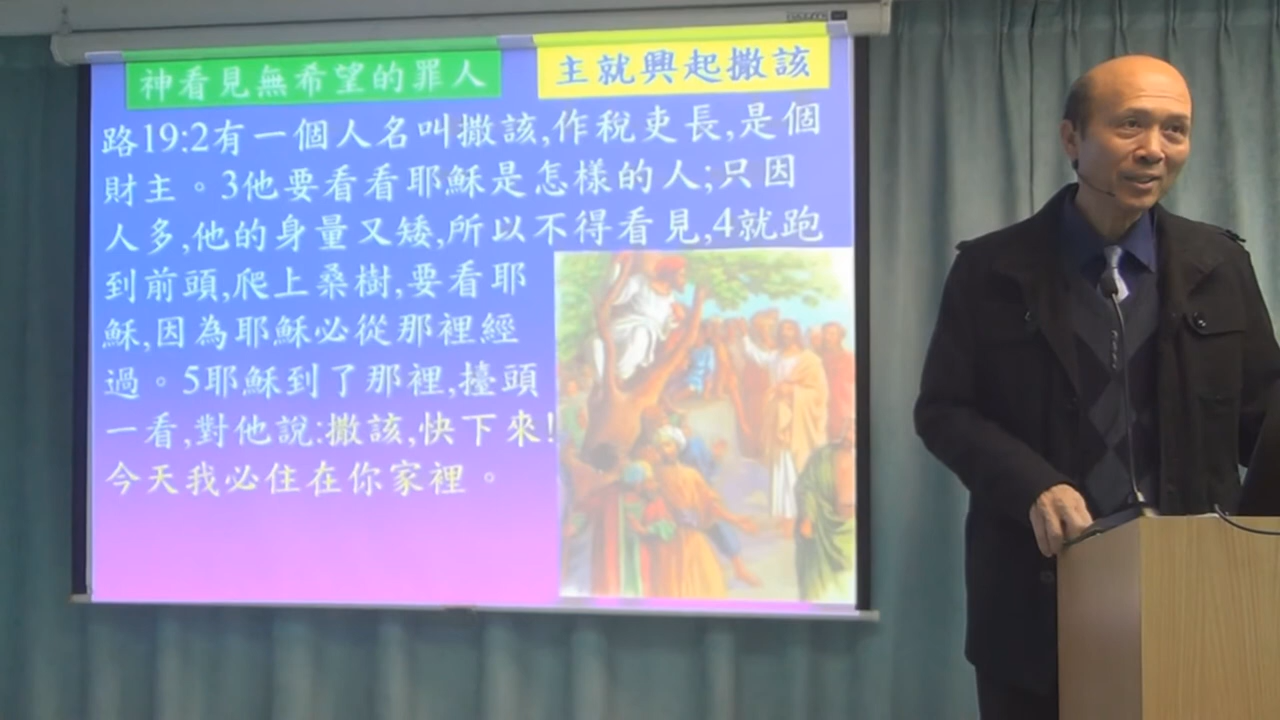 神看見無希望的罪人
主就興起撒該
路19:2有一個人名叫撒該,作稅吏長,是個
財主。3他要看看耶穌是怎樣的人;只因
人多,他的身量又矮,所以不得看見,4就跑
到前頭,爬上桑樹,要看耶
穌,因為耶穌必從那裡經
過。5耶穌到了那裡,擡頭
一看,對他說:撒該,快下來!
今天我必住在你家裡。